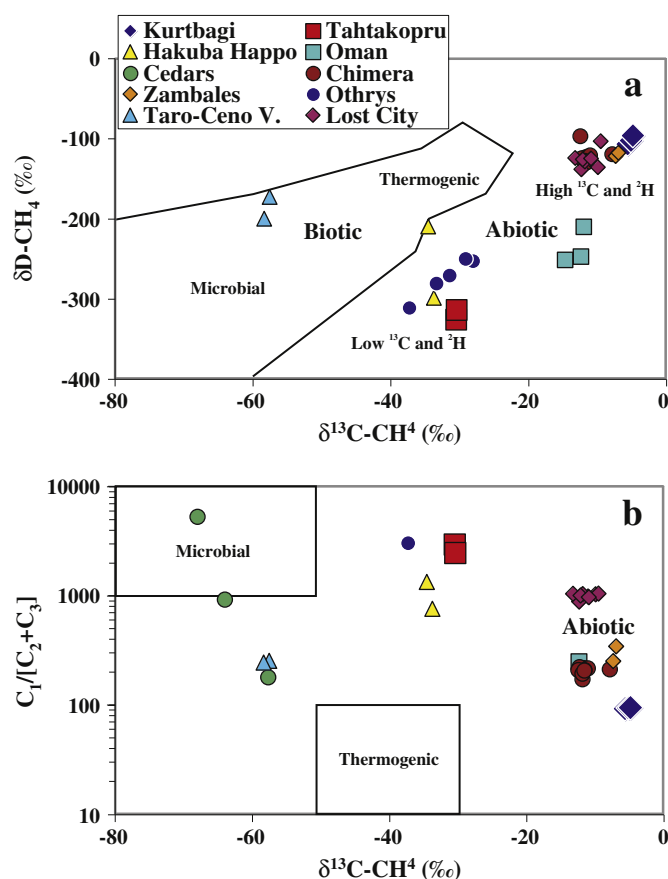 Kurtbagi Tahtakopru
Hakuba Happo Oman
Cedars Chimera
Zambales Othrys
Taro-Ceno V. Lost City
a
0
-100
-200
-300
-400
δD-CH₄ (‰)
Thermogenic
High ¹³C and ²H
Biotic Abiotic
Microbial
Low ¹³C and ²H
-80 -60 -40 -20 0
δ¹³C-CH⁴ (‰)
b
10000
1000
100
10
C₁/[C₂+C₃]
Microbial
Abiotic
Thermogenic
-80 -60 -40 -20 0
δ¹³C-CH⁴ (‰)